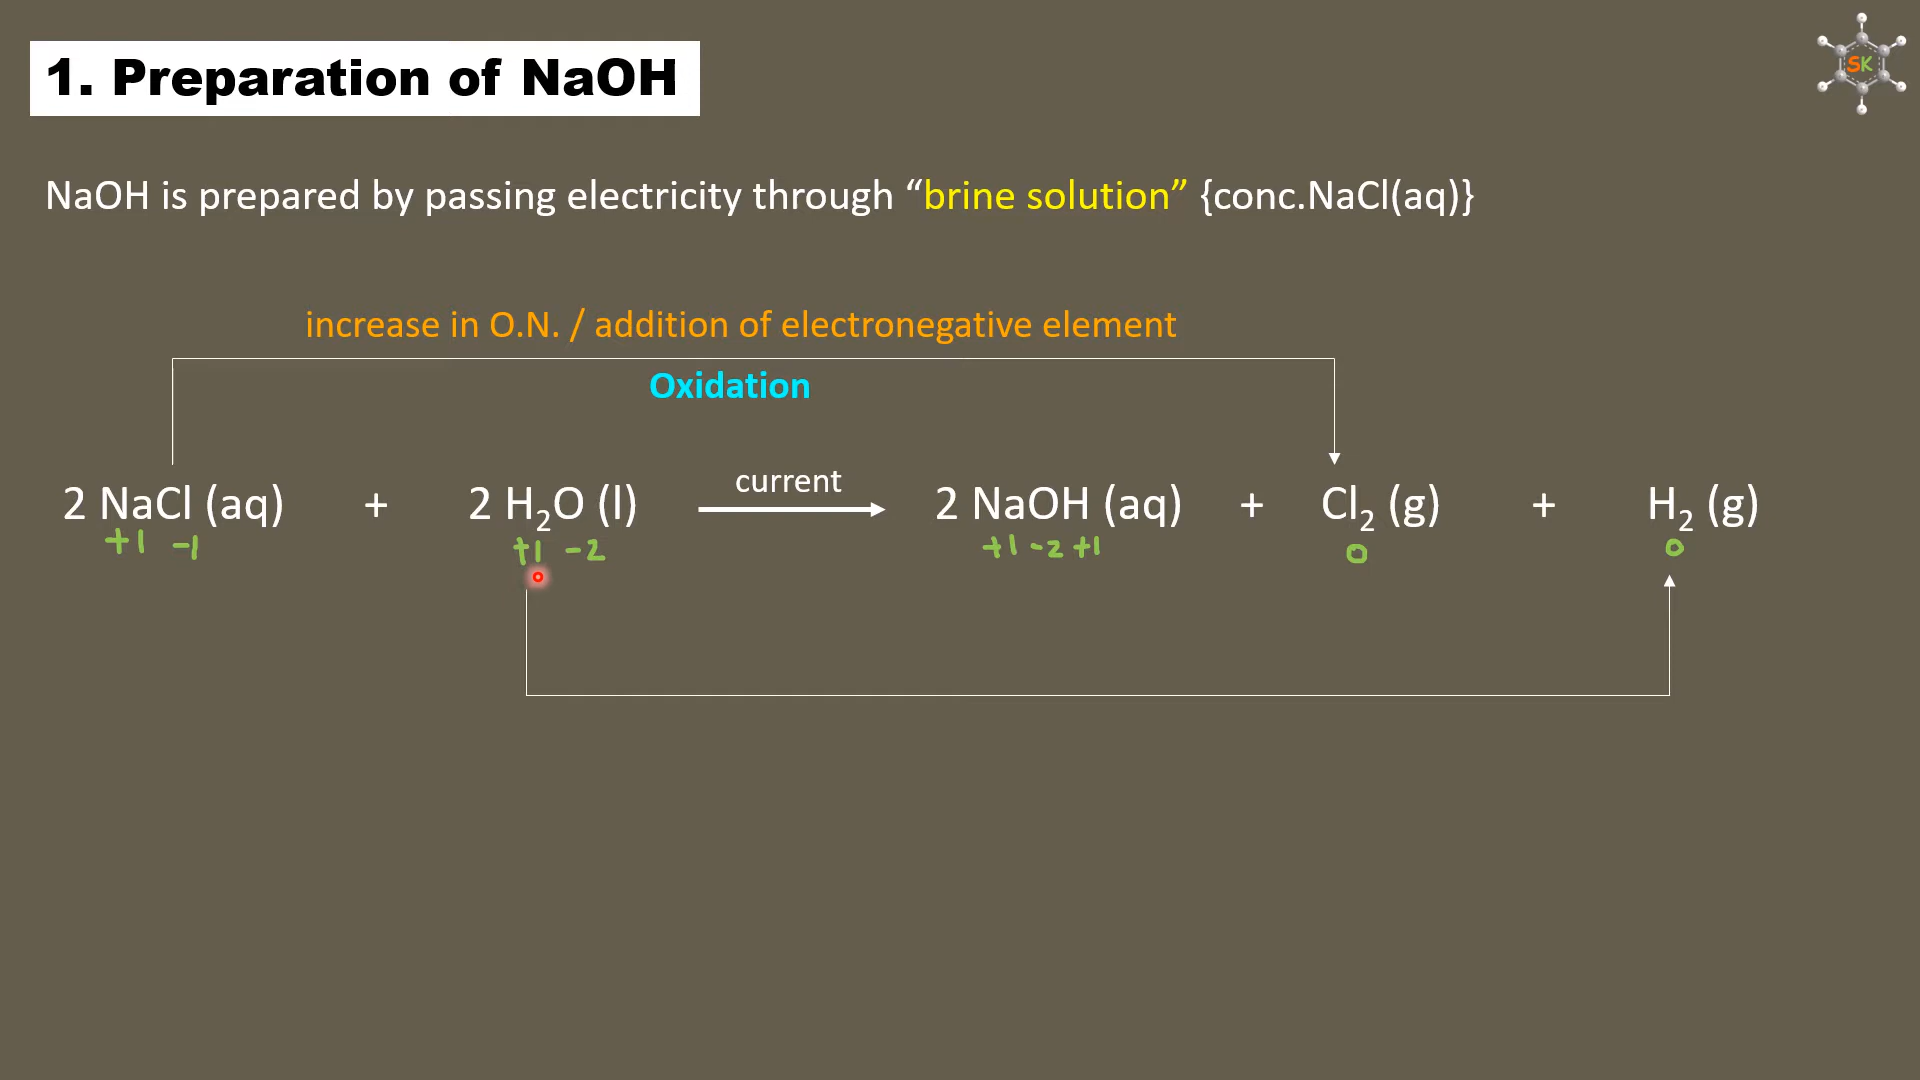 1. Preparation of NaOH
SK
NaOH is prepared by passing electricity through “brine solution” {conc.NaCl(aq)}
increase in O.N. / addition of electronegative element
Oxidation
2 NaCl (aq) + 2 H₂O (l) current 2 NaOH (aq) + Cl₂ (g) + H₂ (g)
+1 -1 +1 -2 +1 -2 +1 0 0